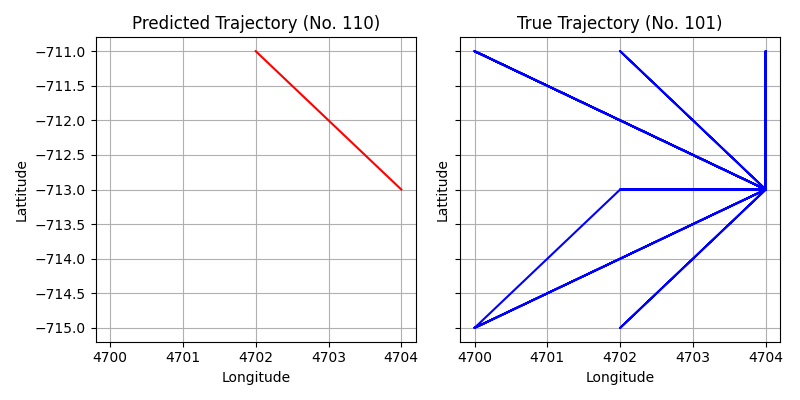 Predicted Trajectory (No. 110)
−711.0
−711.5
−712.0
−712.5
−713.0
−713.5
−714.0
−714.5
−715.0
Lattitude
4700 4701 4702 4703 4704
Longitude
True Trajectory (No. 101)
Lattitude
4700 4701 4702 4703 4704
Longitude